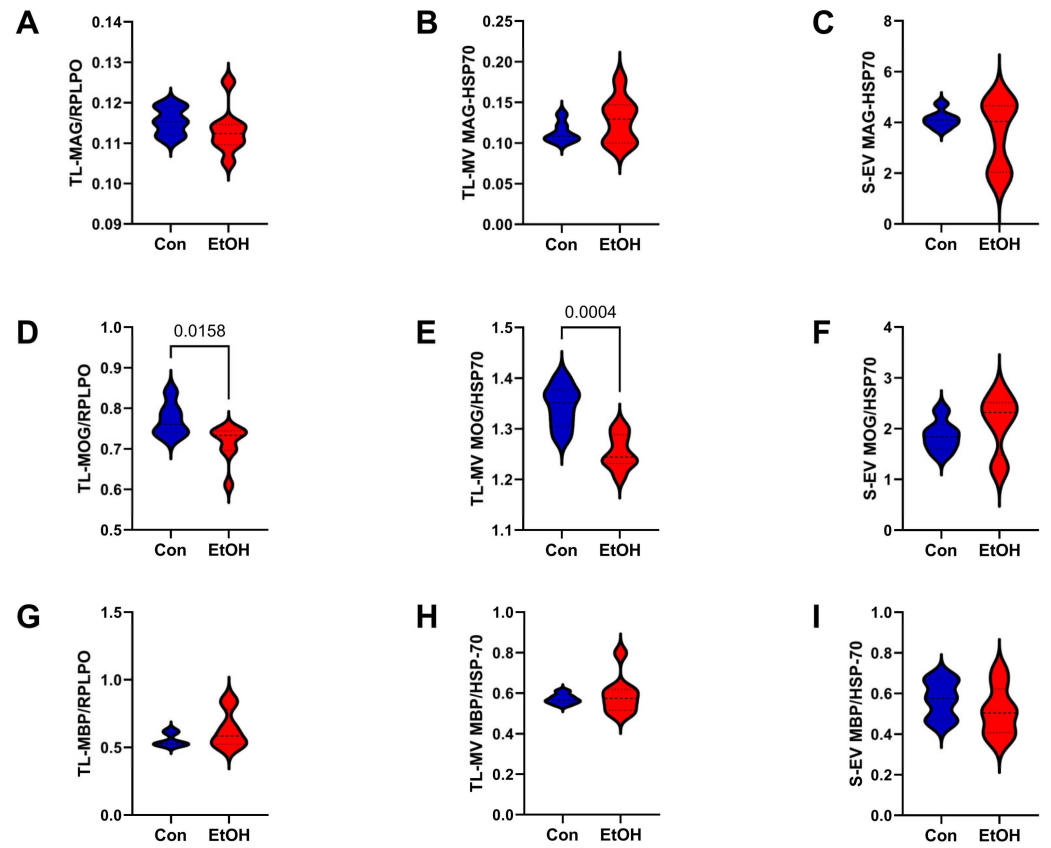 A
TL-MAG/RPLPO
0.14
0.13
0.12
0.11
0.10
0.09
Con EtOH
B
TL-MV MAG-HSP70
0.25
0.20
0.15
0.10
0.05
0.00
Con EtOH
C
S-EV MAG-HSP70
8
6
4
2
0
Con EtOH
D
TL-MOG/RPLPO
1.0
0.9
0.8
0.7
0.6
0.5
0.0158
Con EtOH
E
TL-MV MOG/HSP70
1.5
1.4
1.3
1.2
1.1
0.0004
Con EtOH
F
S-EV MOG/HSP70
4
3
2
1
0
Con EtOH
G
TL-MBP/RPLPO
1.5
1.0
0.5
0.0
Con EtOH
H
TL-MV MBP/HSP-70
1.0
0.8
0.6
0.4
0.2
0.0
Con EtOH
I
S-EV MBP/HSP-70
1.0
0.8
0.6
0.4
0.2
0.0
Con EtOH